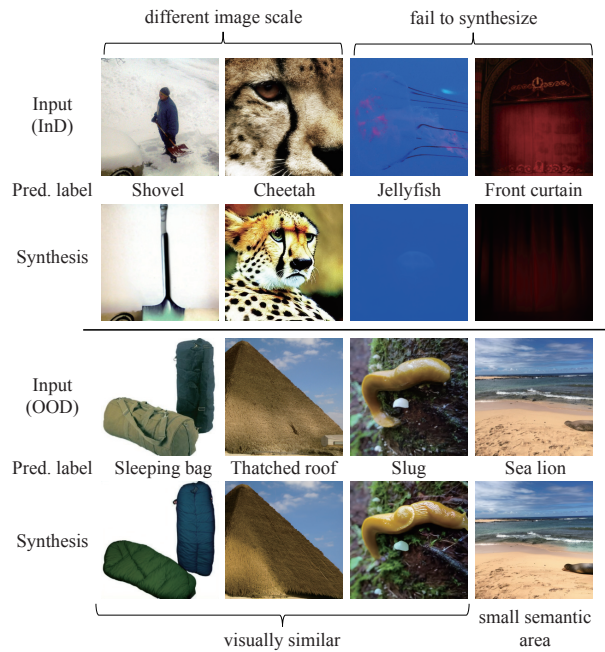 different image scale fail to synthesize
Input
(InD)
Pred. label Shovel Cheetah Jellyfish Front curtain
Synthesis
Input
(OOD)
Pred. label Sleeping bag Thatched roof Slug Sea lion
Synthesis
visually similar small semantic
area